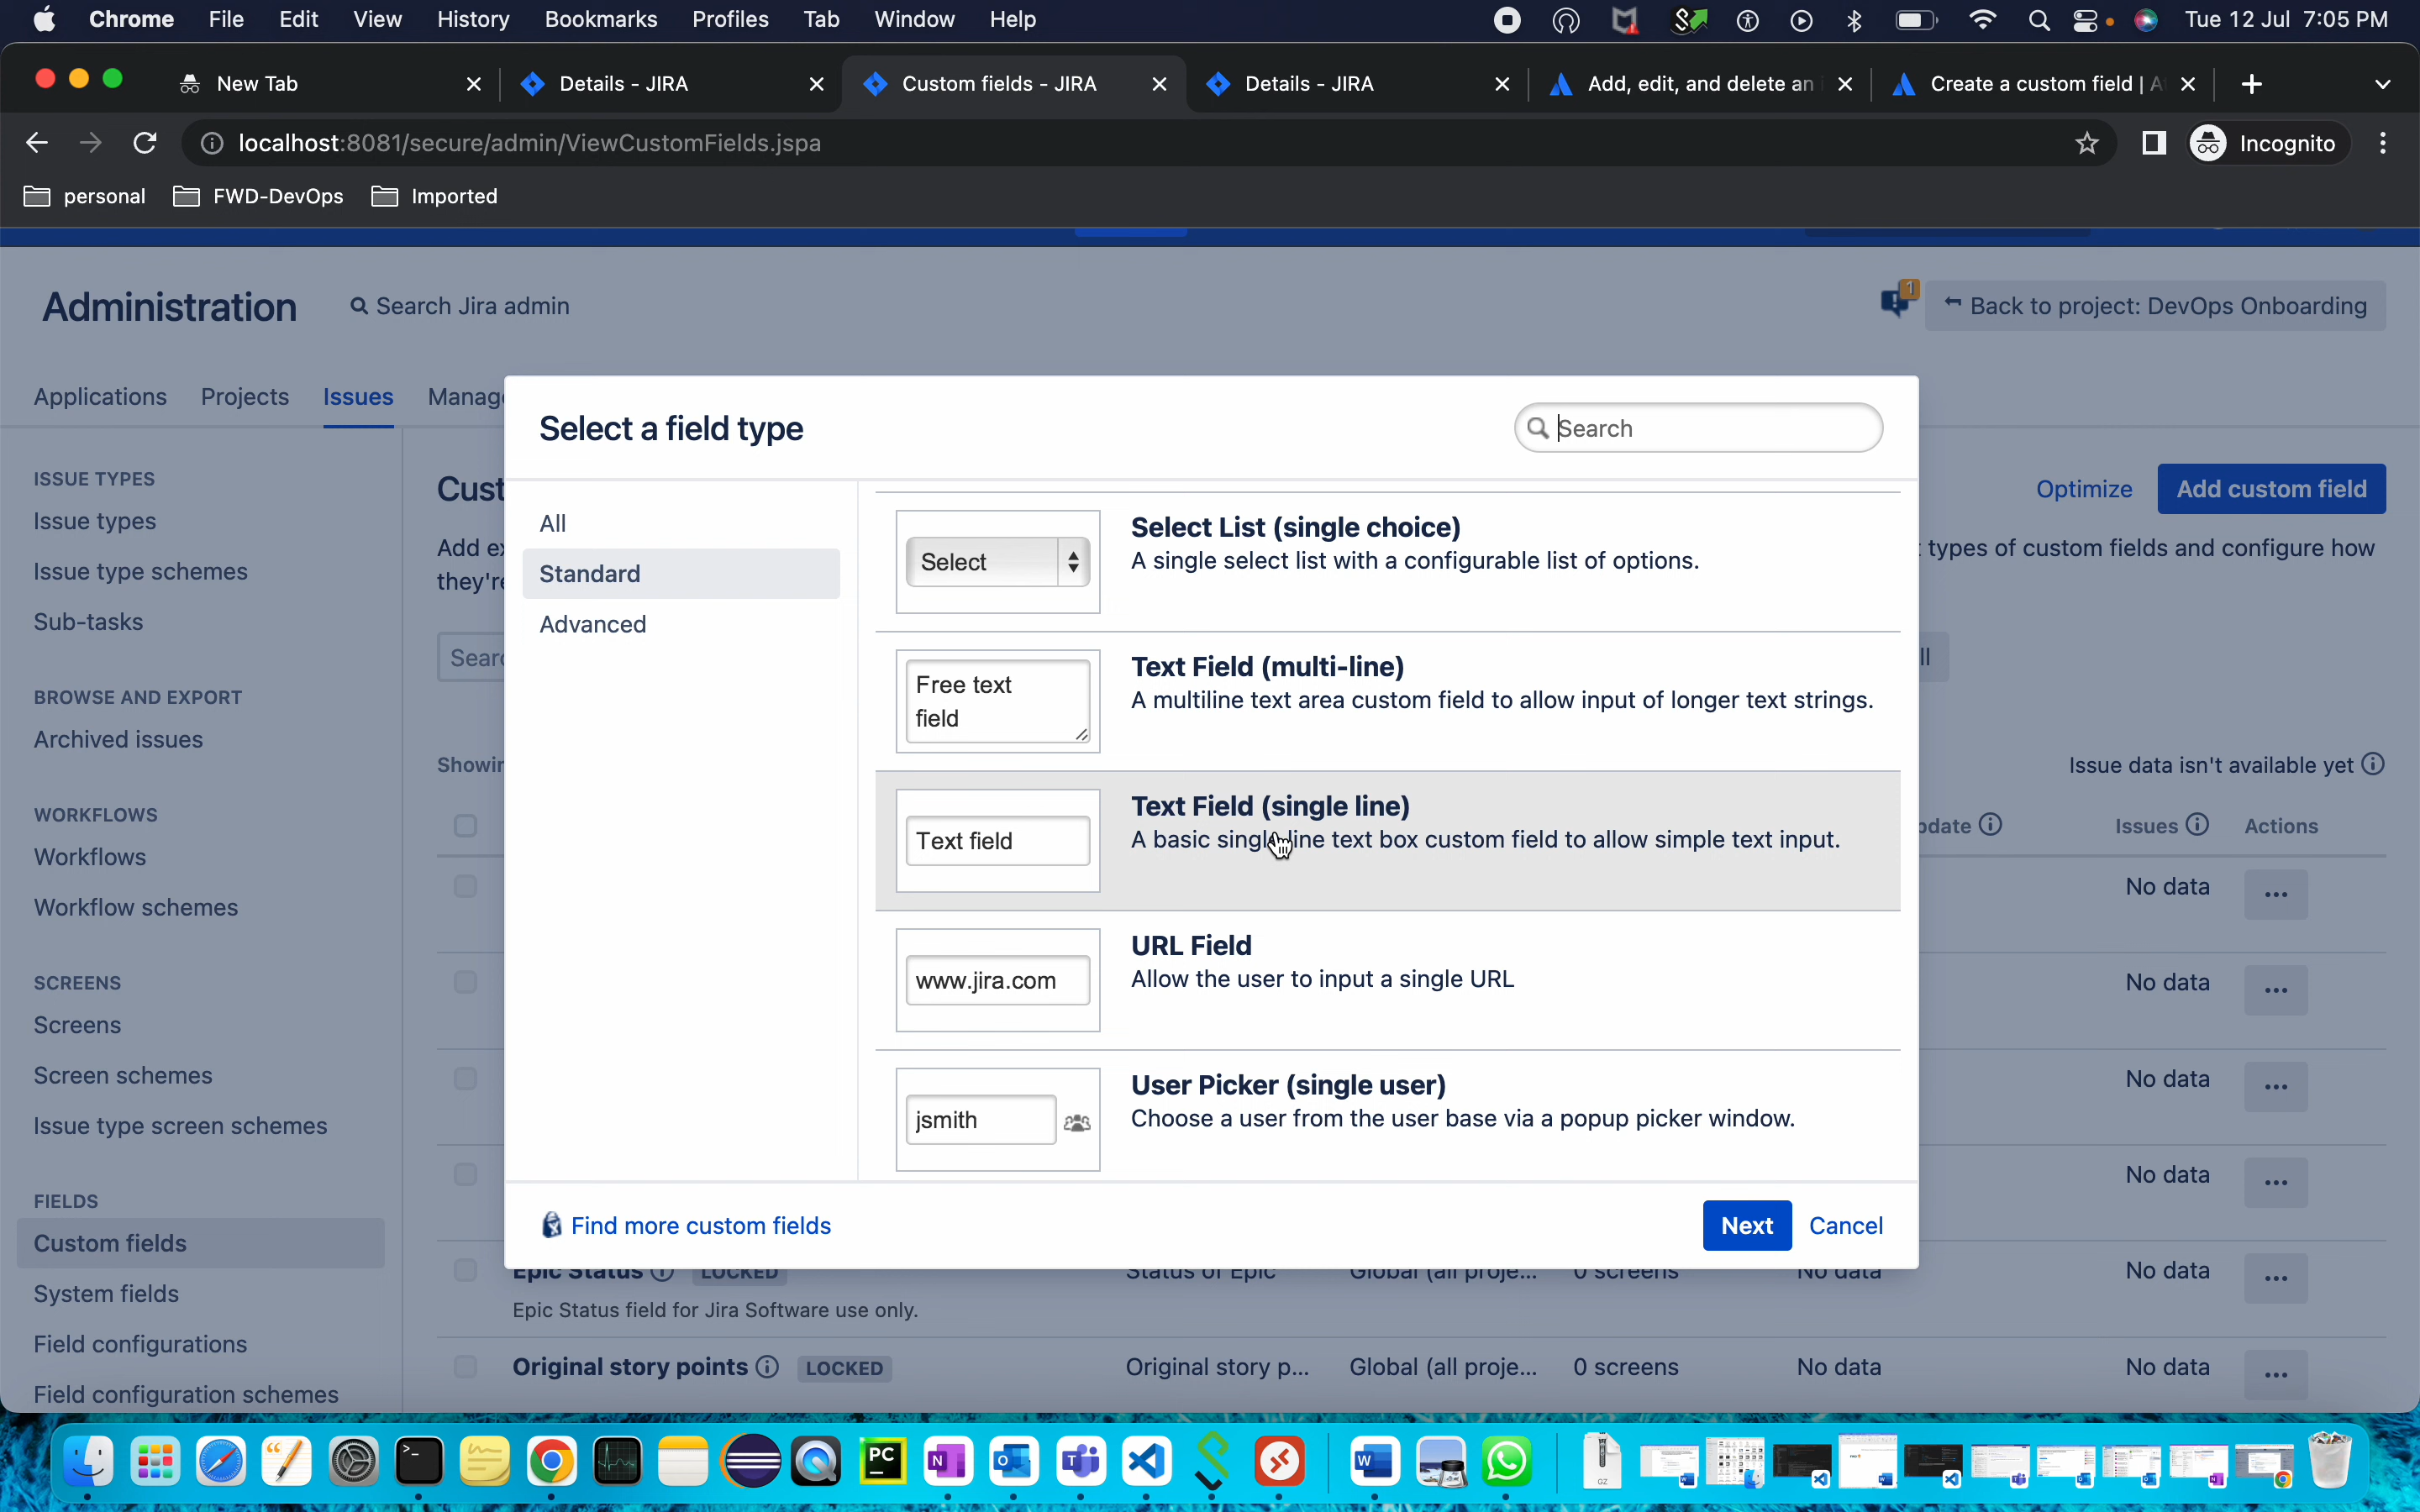 Chrome File Edit View History Bookmarks Profiles Tab Window Help Tue 12 Jul 7:05 PM
New Tab Details - JIRA Custom fields - JIRA Details - JIRA Add, edit, and delete an Create a custom field | A
localhost:8081/secure/admin/ViewCustomFields.jspa Incognito
personal FWD-DevOps Imported
Administration Search Jira admin 1 Back to project: DevOps Onboarding
Applications Projects Issues Manag
Select a field type Search
ISSUE TYPES
Issue types
Issue type schemes
Sub-tasks
BROWSE AND EXPORT
Archived issues
WORKFLOWS
Workflows
Workflow schemes
SCREENS
Screens
Screen schemes
Issue type screen schemes
FIELDS
Custom fields
System fields
Field configurations
Field configuration schemes
Cust Optimize Add custom field
Add ex types of custom fields and configure how
they're
Sear
Showin Issue data isn't available yet
pdate Issues Actions
No data
No data
No data
No data
No data
All
Standard
Advanced
Select
Select List (single choice)
A single select list with a configurable list of options.
Free text
field
Text Field (multi-line)
A multiline text area custom field to allow input of longer text strings.
Text field
Text Field (single line)
A basic single line text box custom field to allow simple text input.
www.jira.com
URL Field
Allow the user to input a single URL
jsmith
User Picker (single user)
Choose a user from the user base via a popup picker window.
Find more custom fields Next Cancel
Epic Status LOCKED Status of Epic Global (all proje... 0 screens No data
Epic Status field for Jira Software use only.
Original story points LOCKED Original story p... Global (all proje... 0 screens No data No data
PC
N
O
T
W
GZ